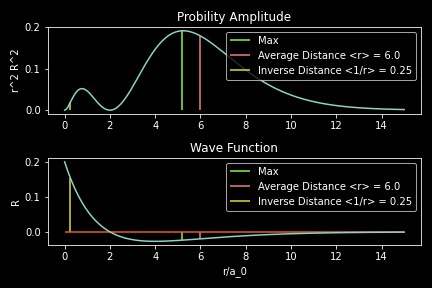 Probility Amplitude
r^2 R^2
0.2
0.1
0.0
Max
Average Distance <r> = 6.0
Inverse Distance <1/r> = 0.25
0 2 4 6 8 10 12 14
Wave Function
R
0.2
0.1
0.0
Max
Average Distance <r> = 6.0
Inverse Distance <1/r> = 0.25
0 2 4 6 8 10 12 14
r/a_0